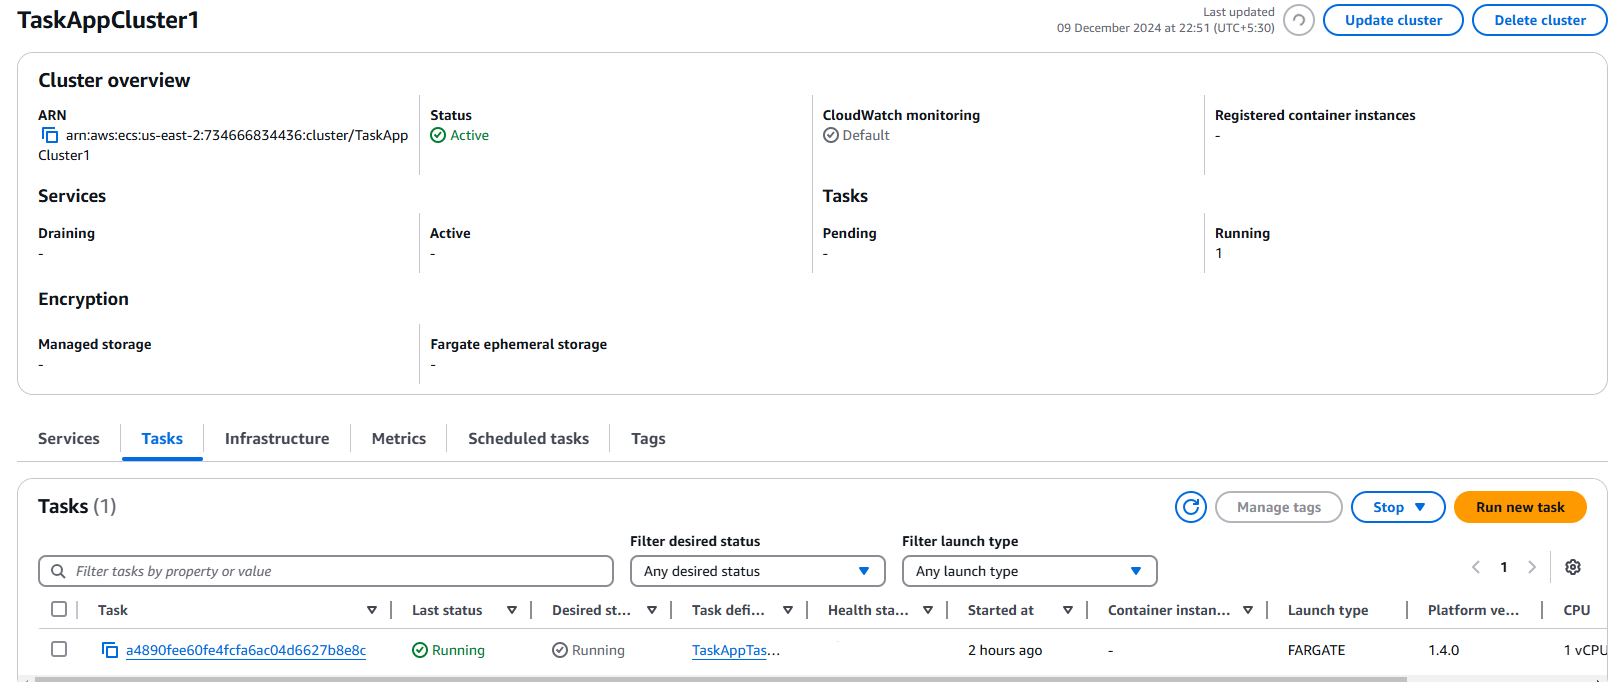 TaskAppCluster1
Last updated
09 December 2024 at 22:51 (UTC+5:30)
Update cluster
Delete cluster
Cluster overview
ARN
arn:aws:ecs:us-east-2:734666834436:cluster/TaskApp
Cluster1
Status
Active
CloudWatch monitoring
Default
Registered container instances
-
Services
Tasks
Draining
-
Active
-
Pending
-
Running
1
Encryption
Managed storage
-
Fargate ephemeral storage
-
Services Tasks Infrastructure Metrics Scheduled tasks Tags
Tasks (1)
Manage tags
Stop
Run new task
Filter desired status
Filter launch type
Filter tasks by property or value
Any desired status
Any launch type
1
Task Last status Desired st... Task defi... Health sta... Started at Container instan... Launch type Platform ve... CPU
a4890fee60fe4fcfa6ac04d6627b8e8c Running Running TaskAppTas... 2 hours ago - FARGATE 1.4.0 1 vCPU